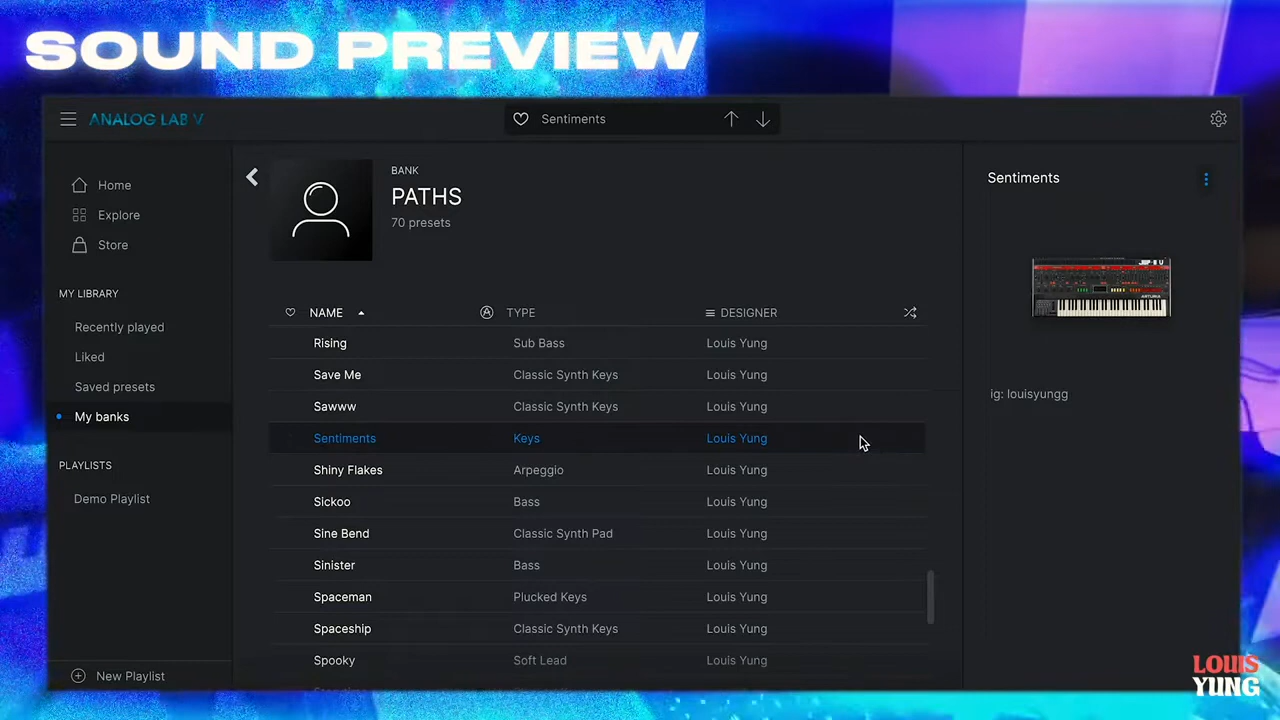 SOUND PREVIEW
ANALOG LAB V
Sentiments
Home
Explore
Store
MY LIBRARY
Recently played
Liked
Saved presets
My banks
PLAYLISTS
Demo Playlist
New Playlist
BANK
PATHS
70 presets
NAME TYPE DESIGNER
Rising Sub Bass Louis Yung
Save Me Classic Synth Keys Louis Yung
Sawww Classic Synth Keys Louis Yung
Sentiments Keys Louis Yung
Shiny Flakes Arpeggio Louis Yung
Sickoo Bass Louis Yung
Sine Bend Classic Synth Pad Louis Yung
Sinister Bass Louis Yung
Spaceman Plucked Keys Louis Yung
Spaceship Classic Synth Keys Louis Yung
Spooky Soft Lead Louis Yung
Sentiments
JUP-8 V
ARTURIA
ig: louisyungg
LOUIS
YUNG